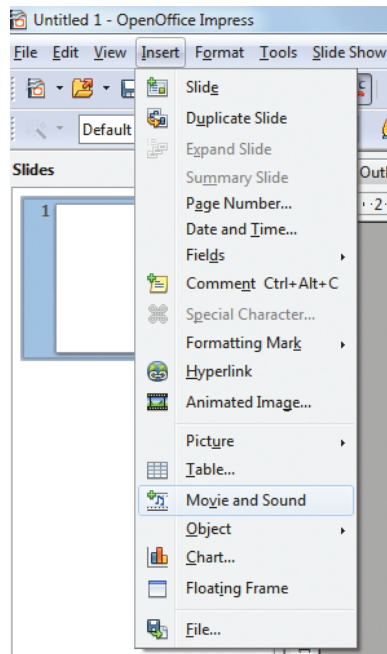 Untitled 1 - OpenOffice Impress
File Edit View Insert Format Tools Slide Show
Default
Slides
1
Slide
Duplicate Slide
Expand Slide
Summary Slide
Page Number...
Date and Time...
Fields
Comment Ctrl+Alt+C
Special Character...
Formatting Mark
Hyperlink
Animated Image...
Picture
Table...
Movie and Sound
Object
Chart...
Floating Frame
File...
Outl
2